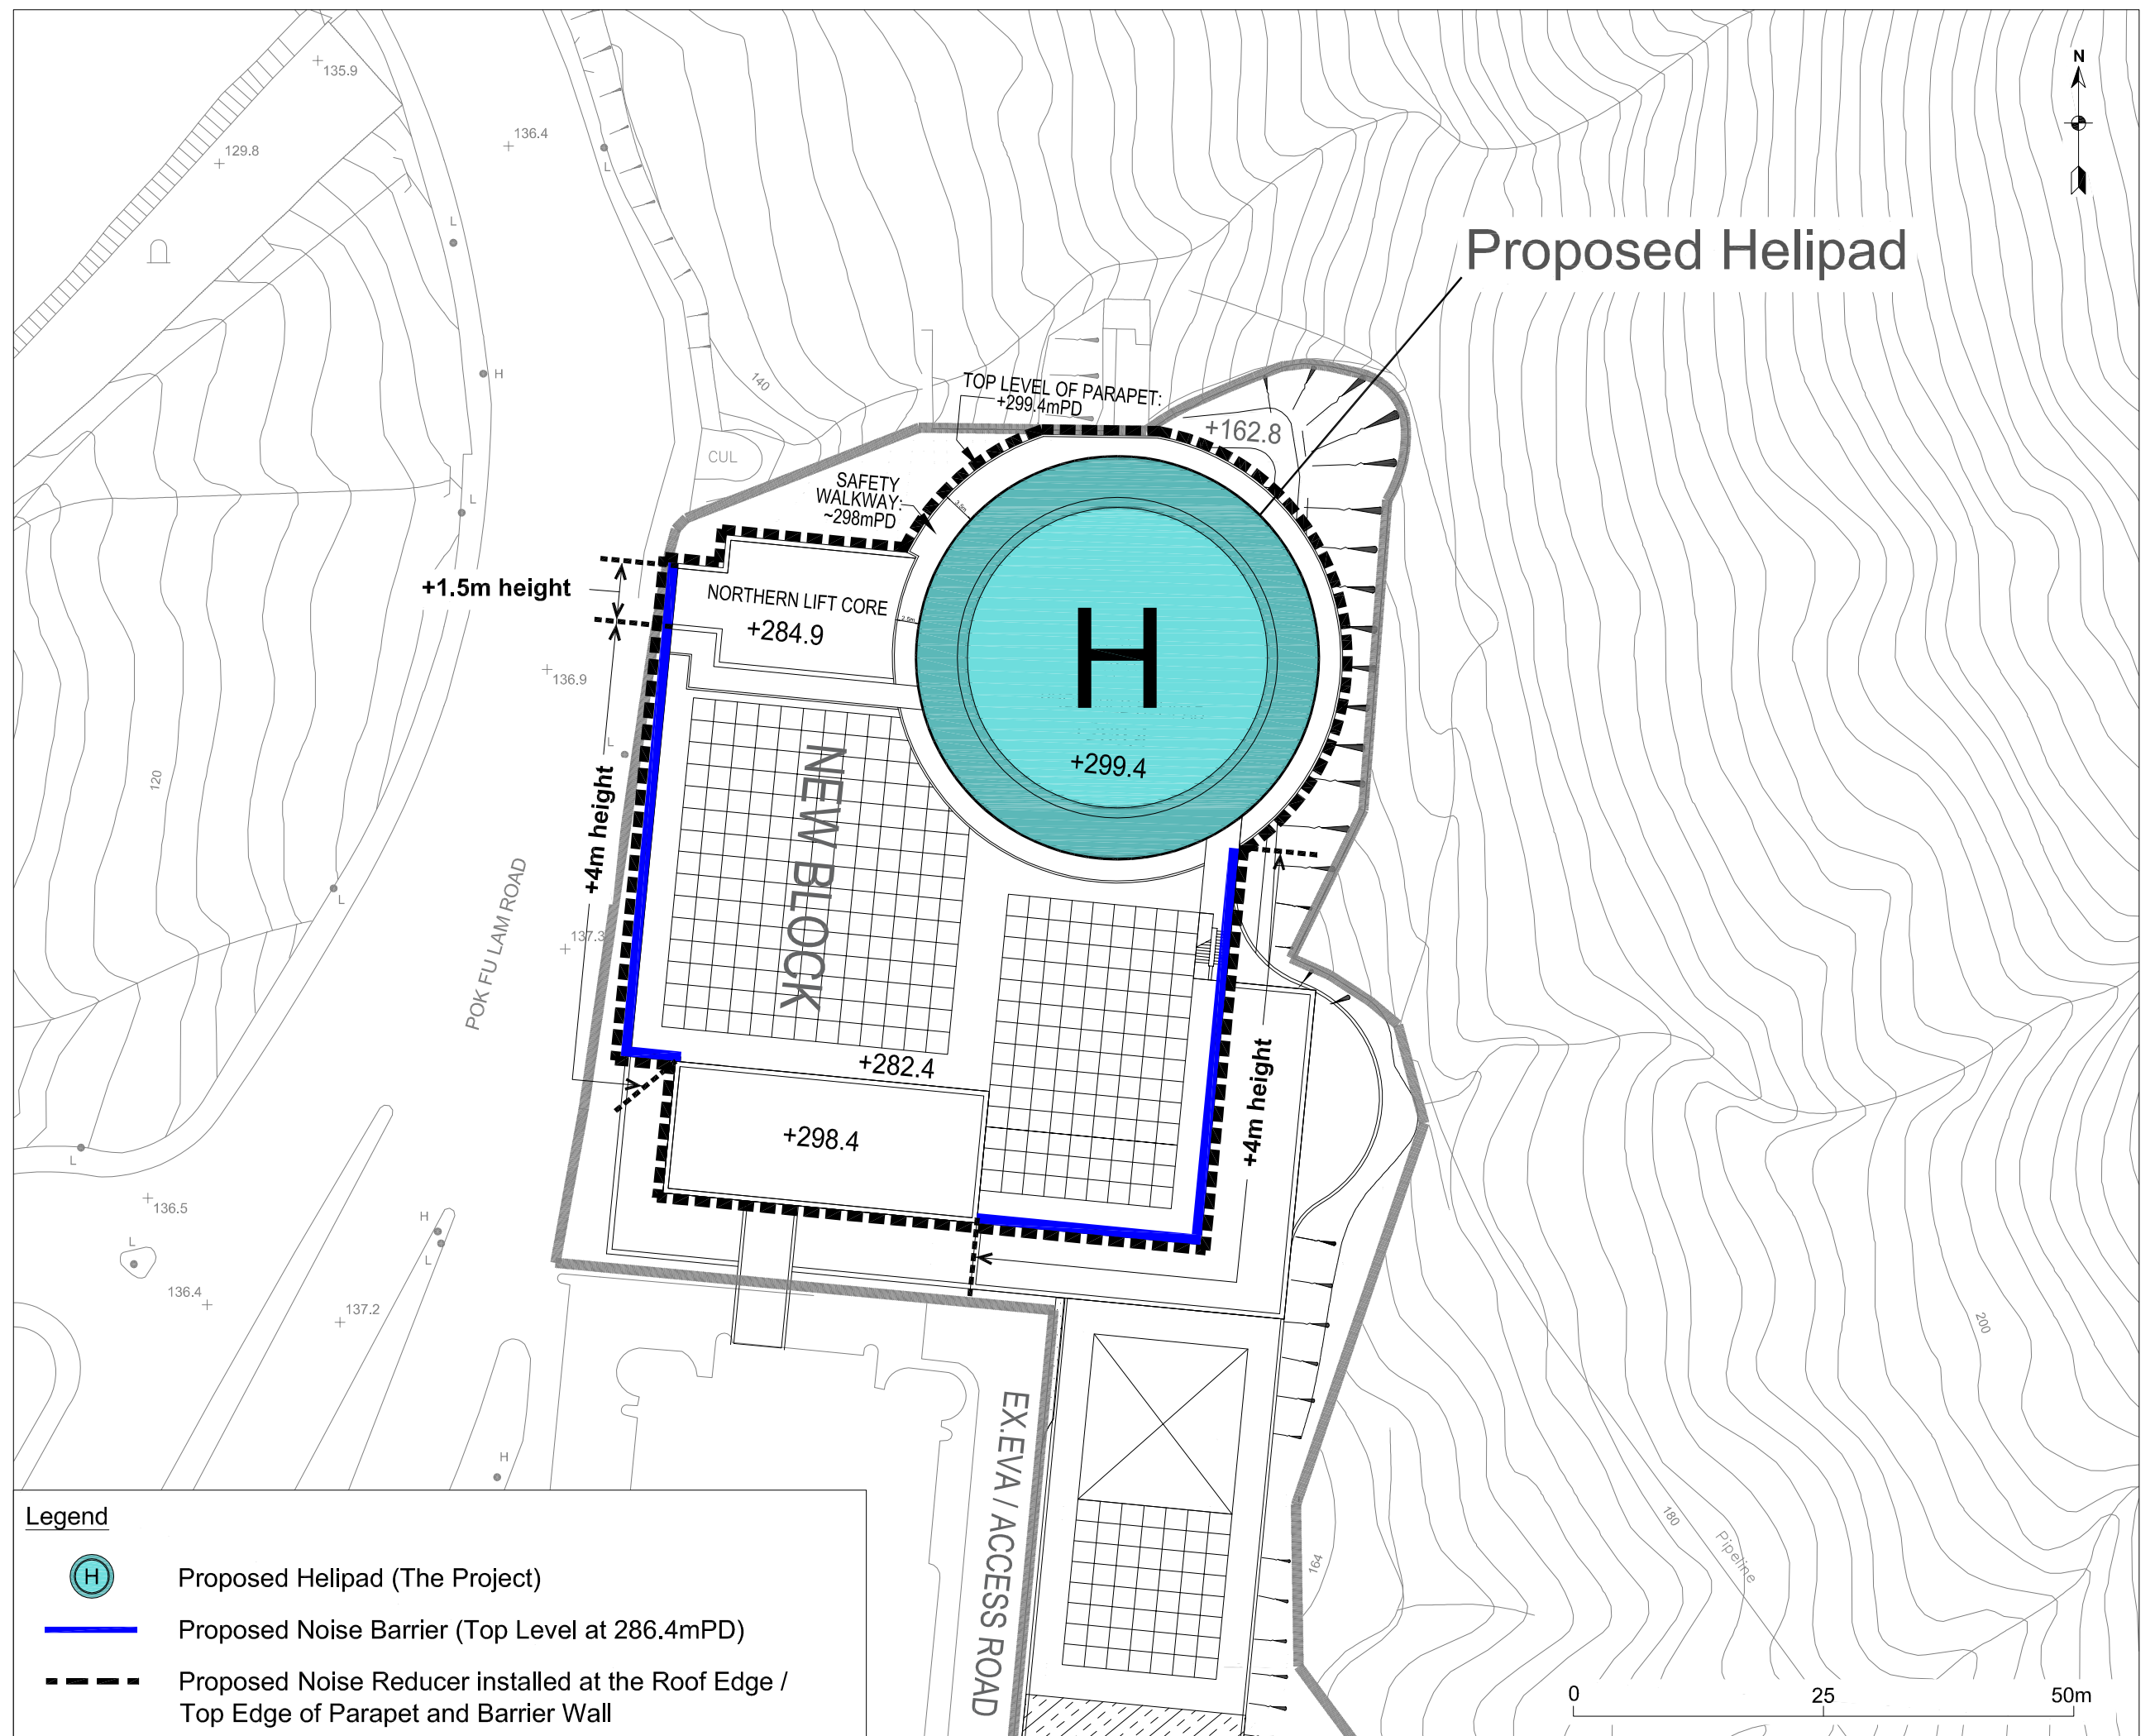 N
135.9
136.4
129.8
L
L
Proposed Helipad
H
140
TOP LEVEL OF PARAPET:
+299.4mPD
+162.8
CUL
SAFETY
WALKWAY:
~298mPD
L
+1.5m height
NORTHERN LIFT CORE
+284.9
H
136.9
L
+299.4
120
+4m height
NEW BLOCK
L
POK FU LAM ROAD
137.3
+282.4
+4m height
+298.4
L
136.5
H
L
L
136.4
137.2
200
H
EX.EVA / ACCESS ROAD
180
Pipeline
164
Legend
H Proposed Helipad (The Project)
Proposed Noise Barrier (Top Level at 286.4mPD)
Proposed Noise Reducer installed at the Roof Edge /
Top Edge of Parapet and Barrier Wall
0 25 50m